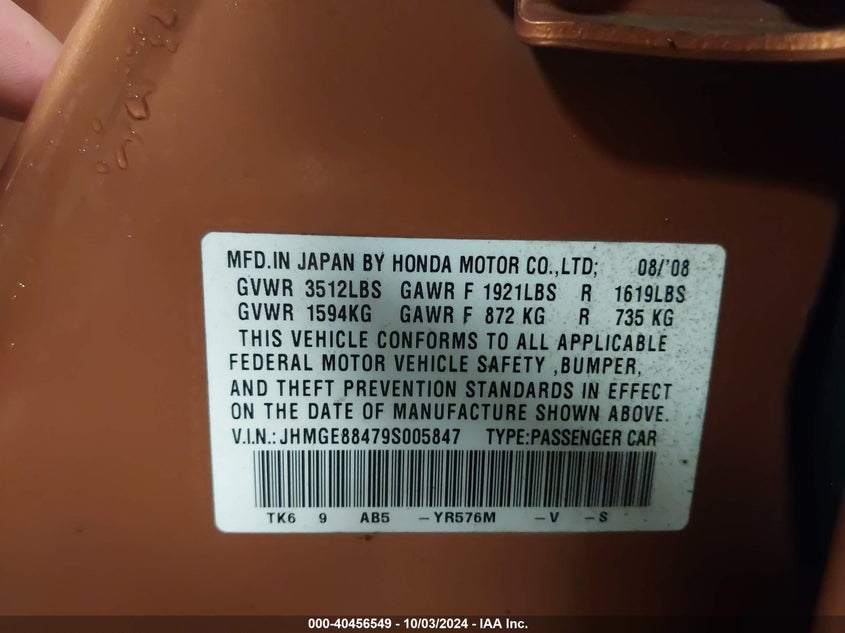 MFD.IN JAPAN BY HONDA MOTOR CO.,LTD; 08/'08
GVWR 3512LBS GAWR F 1921LBS R 1619LBS
GVWR 1594KG GAWR F 872 KG R 735 KG
THIS VEHICLE CONFORMS TO ALL APPLICABLE
FEDERAL MOTOR VEHICLE SAFETY ,BUMPER,
AND THEFT PREVENTION STANDARDS IN EFFECT
ON THE DATE OF MANUFACTURE SHOWN ABOVE.
V.I.N.: JHMGE88479S005847 TYPE:PASSENGER CAR
TK6 9 AB5 -YR576M -V -S
000-40456549 - 10/03/2024 - IAA Inc.